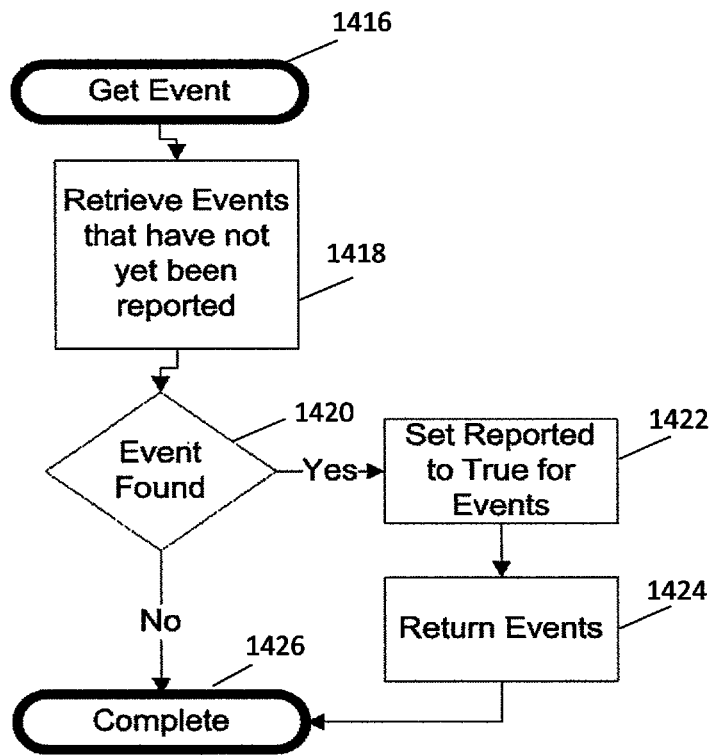 1416
Get Event
Retrieve Events
that have not
yet been
reported
1418
1420
Event
Found
Yes
Set Reported
to True for
Events
1422
No
Return Events
1424
1426
Complete